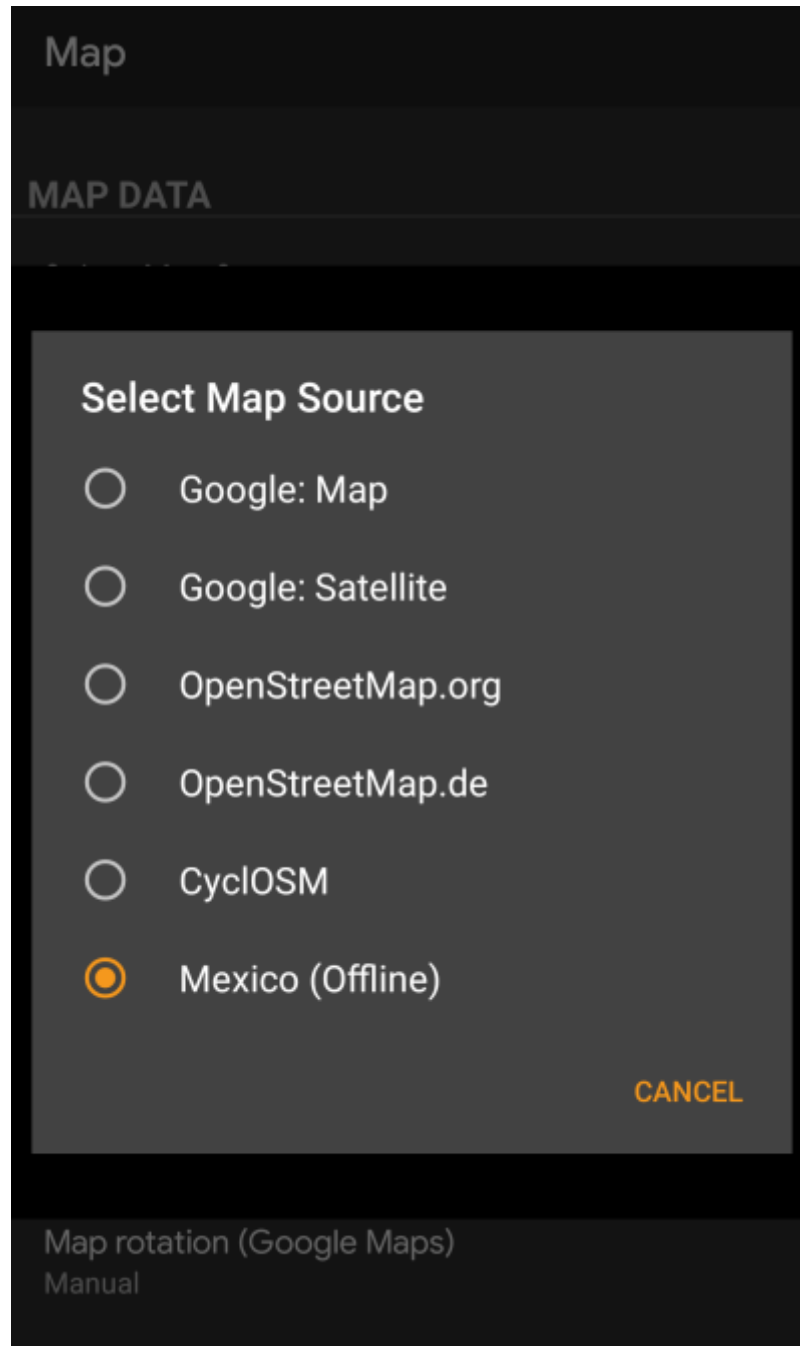 Map
MAP DATA
Select Map Source
Google: Map
Google: Satellite
OpenStreetMap.org
OpenStreetMap.de
CyclOSM
Mexico (Offline)
CANCEL
Map rotation (Google Maps)
Manual